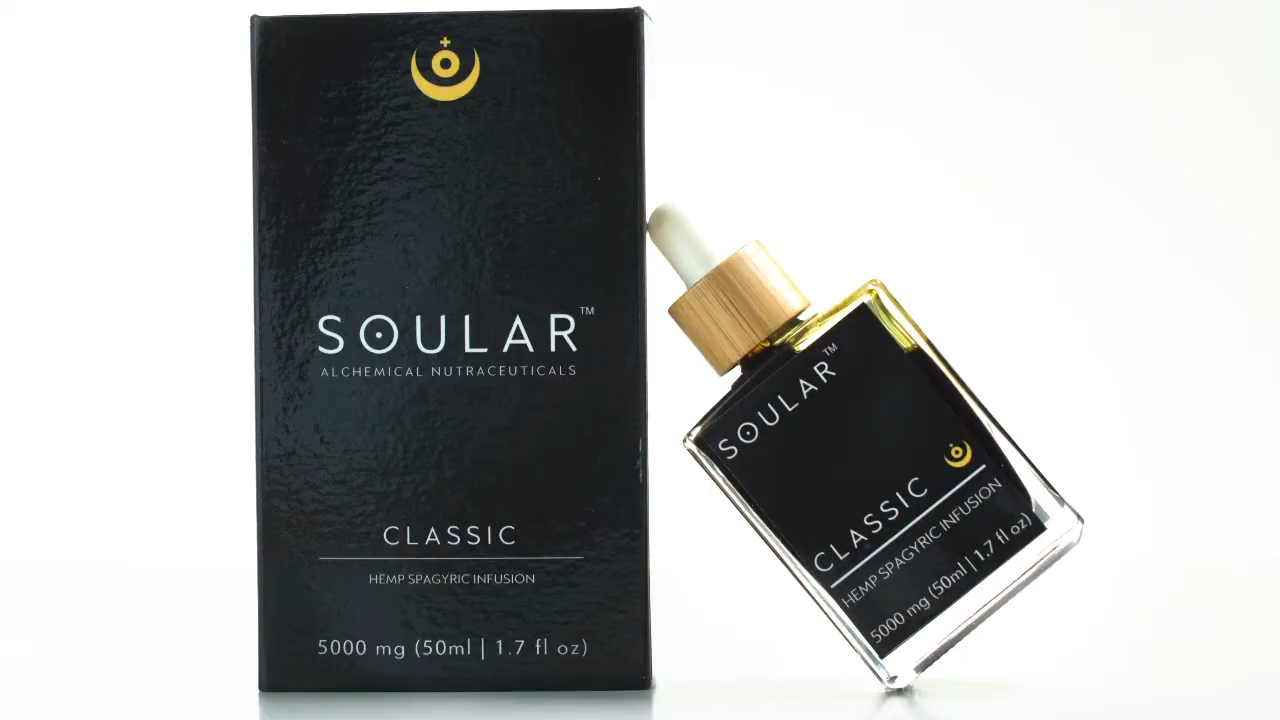 SOULAR™
ALCHEMICAL NUTRACEUTICALS
CLASSIC
HEMP SPAGYRIC INFUSION
5000 mg (50ml | 1.7 fl oz)
SOULAR™
CLASSIC
HEMP SPAGYRIC INFUSION
5000 mg (50ml | 1.7 fl oz)